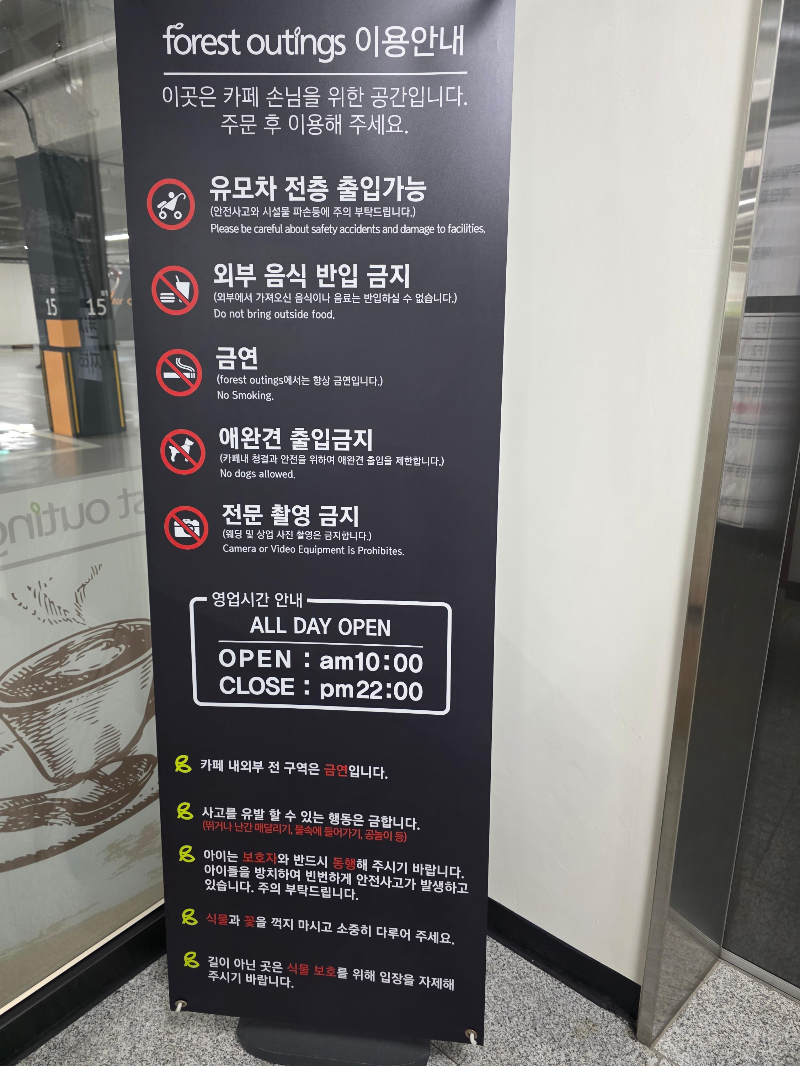 forest outings 이용안내
이곳은 카페 손님을 위한 공간입니다.
주문 후 이용해 주세요.
유모차 전층 출입가능
(안전사고와 시설물 파손등에 주의 부탁드립니다.)
Please be careful about safety accidents and damage to facilities.
외부 음식 반입 금지
(외부에서 가져오신 음식이나 음료는 반입하실 수 없습니다.)
Do not bring outside food.
금연
(forest outings에서는 항상 금연입니다.)
No Smoking.
애완견 출입금지
(카페내 청결과 안전을 위하여 애완견 출입을 제한합니다.)
No dogs allowed.
전문 촬영 금지
(웨딩 및 상업 사진 촬영은 금지합니다.)
Camera or Video Equipment is Prohibites.
영업시간 안내
ALL DAY OPEN
OPEN : am10:00
CLOSE : pm22:00
카페 내외부 전 구역은 금연입니다.
사고를 유발 할 수 있는 행동은 금합니다.
(뛰거나 난간 매달리기, 물속에 들어가기, 공놀이 등)
아이는 보호자와 반드시 동행해 주시기 바랍니다.
아이들을 방치하여 빈번하게 안전사고가 발생하고
있습니다. 주의 부탁드립니다.
식물과 꽃을 꺾지 마시고 소중히 다루어 주세요.
길이 아닌 곳은 식물 보호를 위해 입장을 자제해
주시기 바랍니다.
15
15
st outing